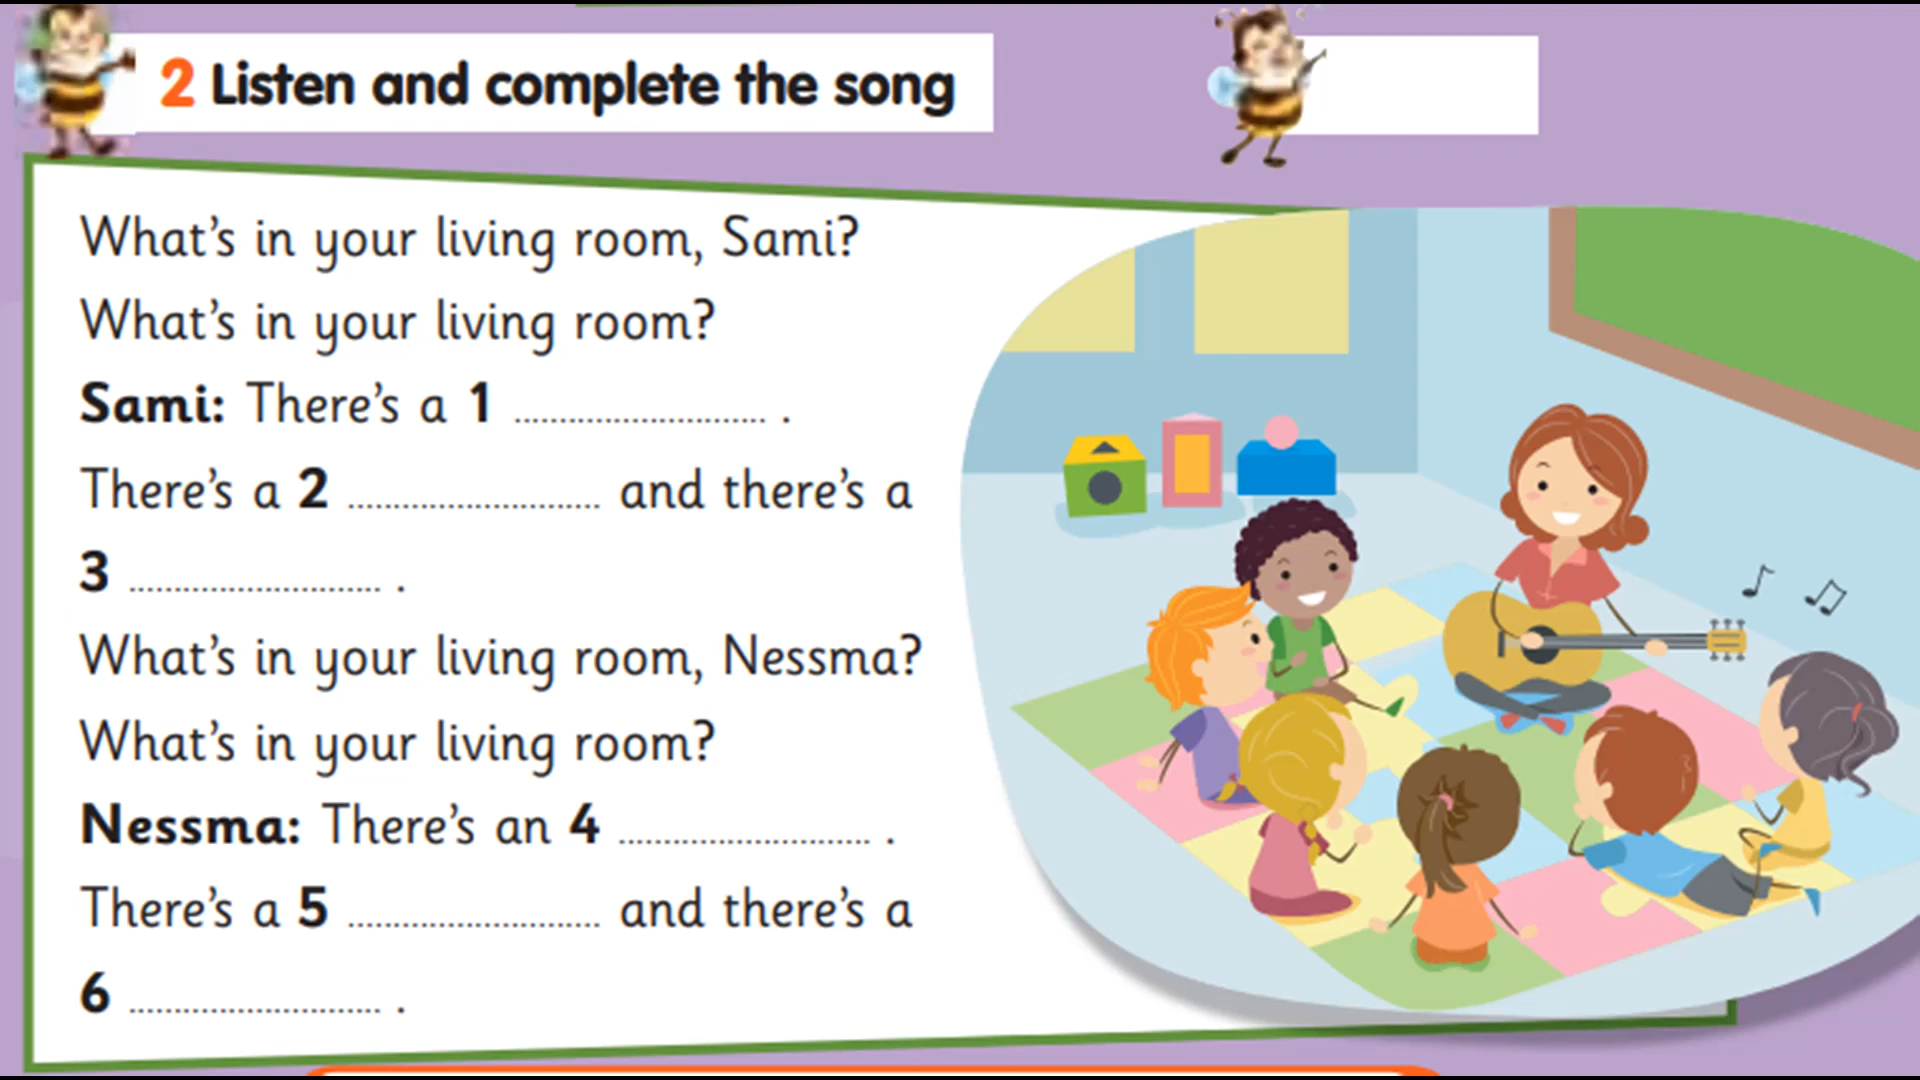 2 Listen and complete the song
What's in your living room, Sami?
What's in your living room?
Sami: There's a 1 .......................... .
There's a 2 .......................... and there's a
3 .......................... .
What's in your living room, Nessma?
What's in your living room?
Nessma: There's an 4 .......................... .
There's a 5 .......................... and there's a
6 .......................... .